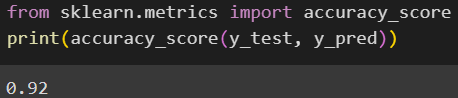 from sklearn.metrics import accuracy_score
print(accuracy_score(y_test, y_pred))
0.92